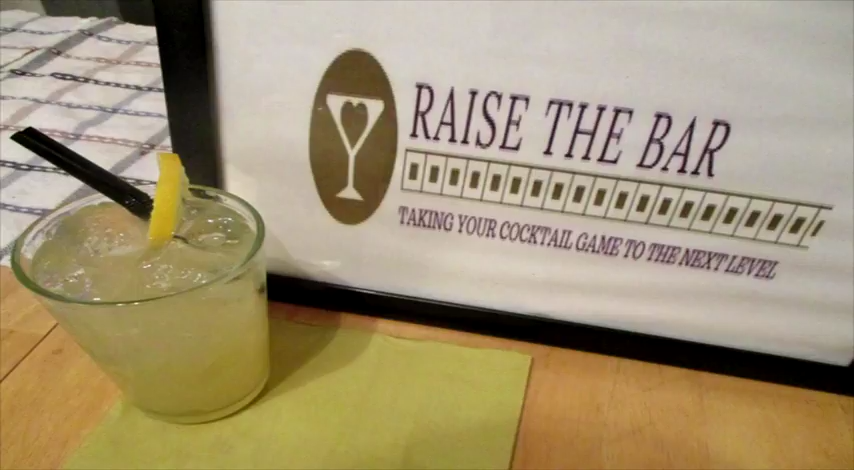 RAISE THE BAR
TAKING YOUR COCKTAIL GAME TO THE NEXT LEVEL